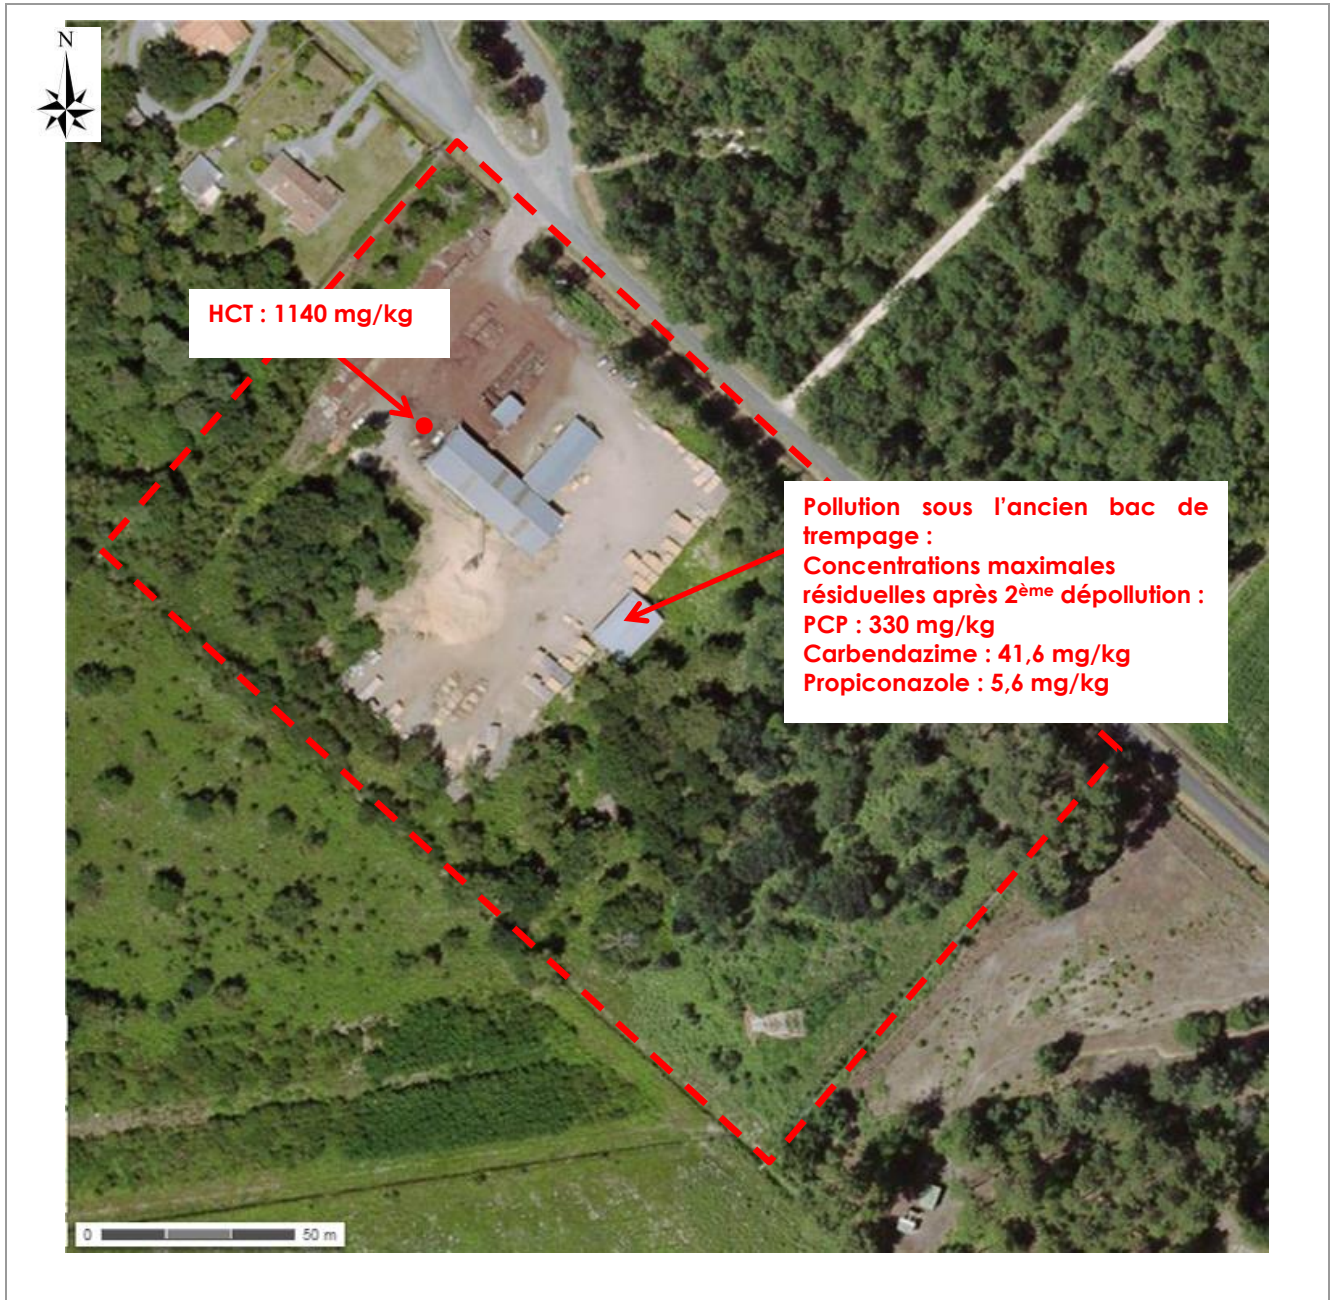 N
HCT : 1140 mg/kg
Pollution sous l'ancien bac de
trempage :
Concentrations maximales
résiduelles après 2ème dépollution :
PCP : 330 mg/kg
Carbendazime : 41,6 mg/kg
Propiconazole : 5,6 mg/kg
0 50 m